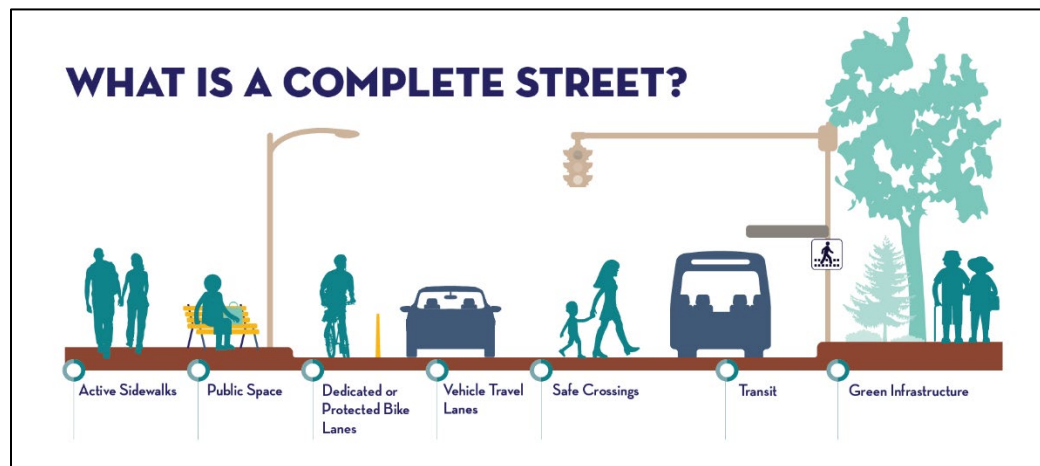 WHAT IS A COMPLETE STREET?
Active Sidewalks
Public Space
Dedicated or
Protected Bike
Lanes
Vehicle Travel
Lanes
Safe Crossings
Transit
Green Infrastructure